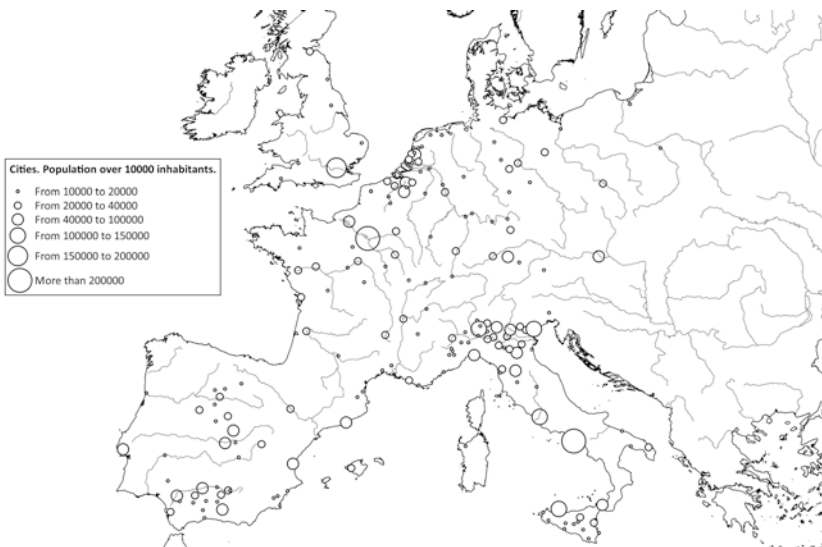 Cities. Population over 10000 inhabitants.
From 10000 to 20000
From 20000 to 40000
From 40000 to 100000
From 100000 to 150000
From 150000 to 200000
More than 200000